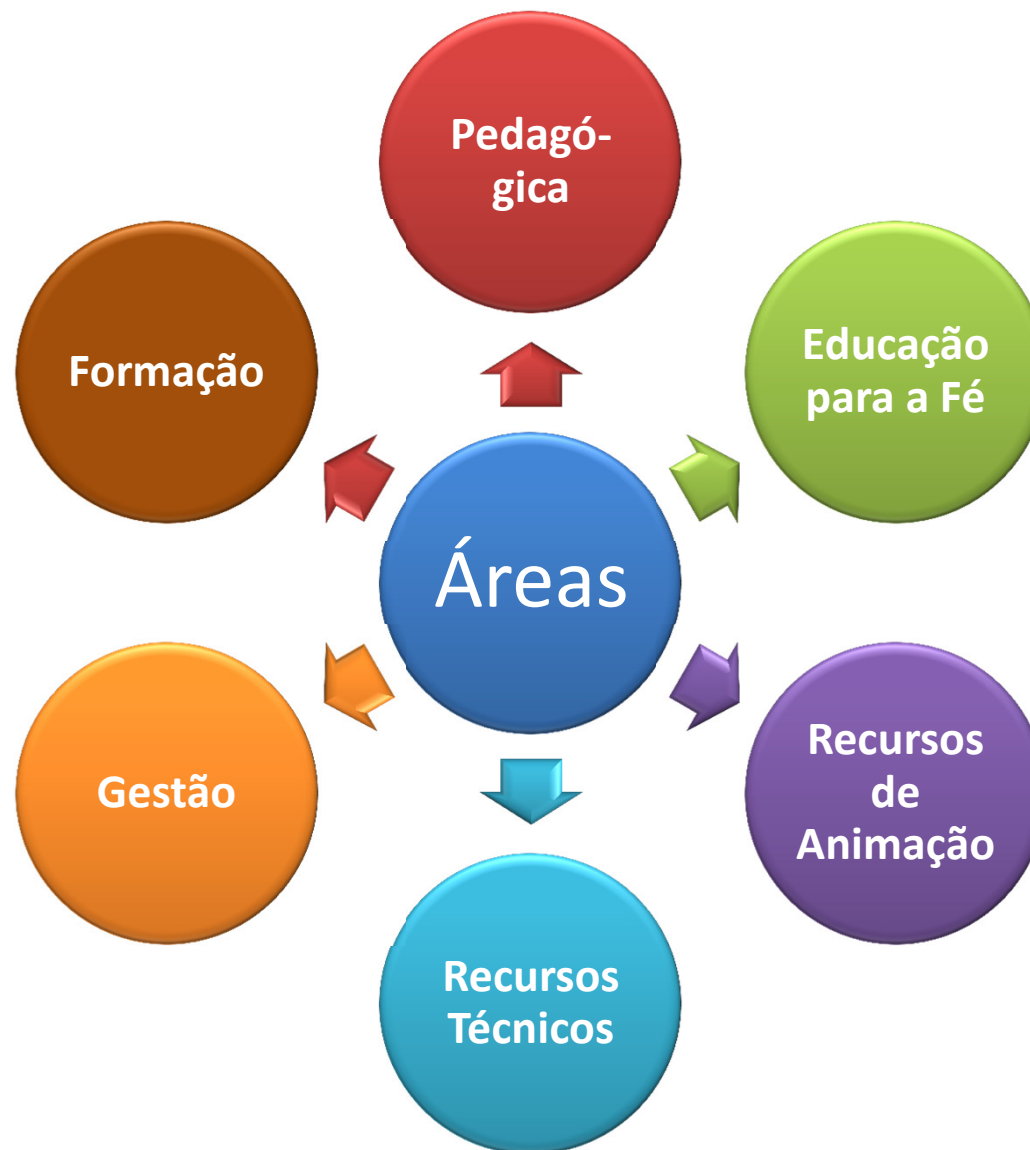 Pedagó-
gica
Educação
para a Fé
Recursos
de
Animação
Recursos
Técnicos
Gestão
Formação
Áreas